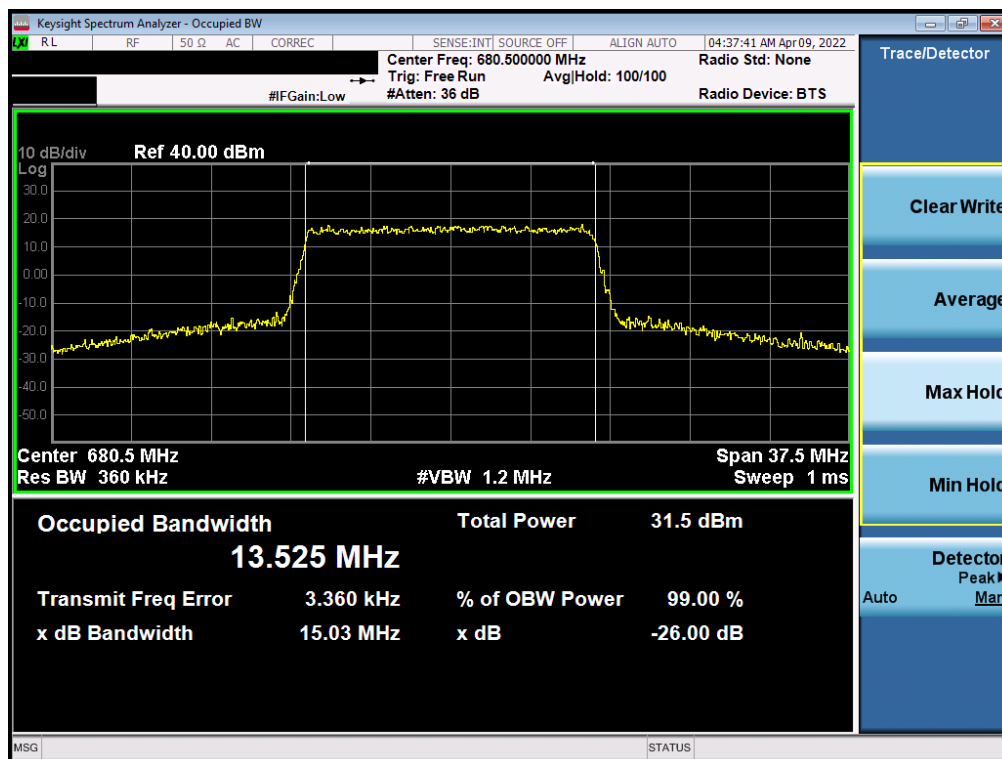 Keysight Spectrum Analyzer - Occupied BW
LXI RL RF 50 Ω AC CORREC SENSE:INT SOURCE OFF ALIGN AUTO 04:37:41 AM Apr 09, 2022
Center Freq: 680.500000 MHz Radio Std: None
Trig: Free Run Avg|Hold: 100/100
#IFGain:Low #Atten: 36 dB Radio Device: BTS
10 dB/div Ref 40.00 dBm
Log
30.0
20.0
10.0
0.00
-10.0
-20.0
-30.0
-40.0
-50.0
Center 680.5 MHz Span 37.5 MHz
Res BW 360 kHz #VBW 1.2 MHz Sweep 1 ms
Occupied Bandwidth Total Power 31.5 dBm
13.525 MHz
Transmit Freq Error 3.360 kHz % of OBW Power 99.00 %
x dB Bandwidth 15.03 MHz x dB -26.00 dB
MSG STATUS
Trace/Detector
Clear Write
Average
Max Hold
Min Hold
Detector
Peak
Auto Man